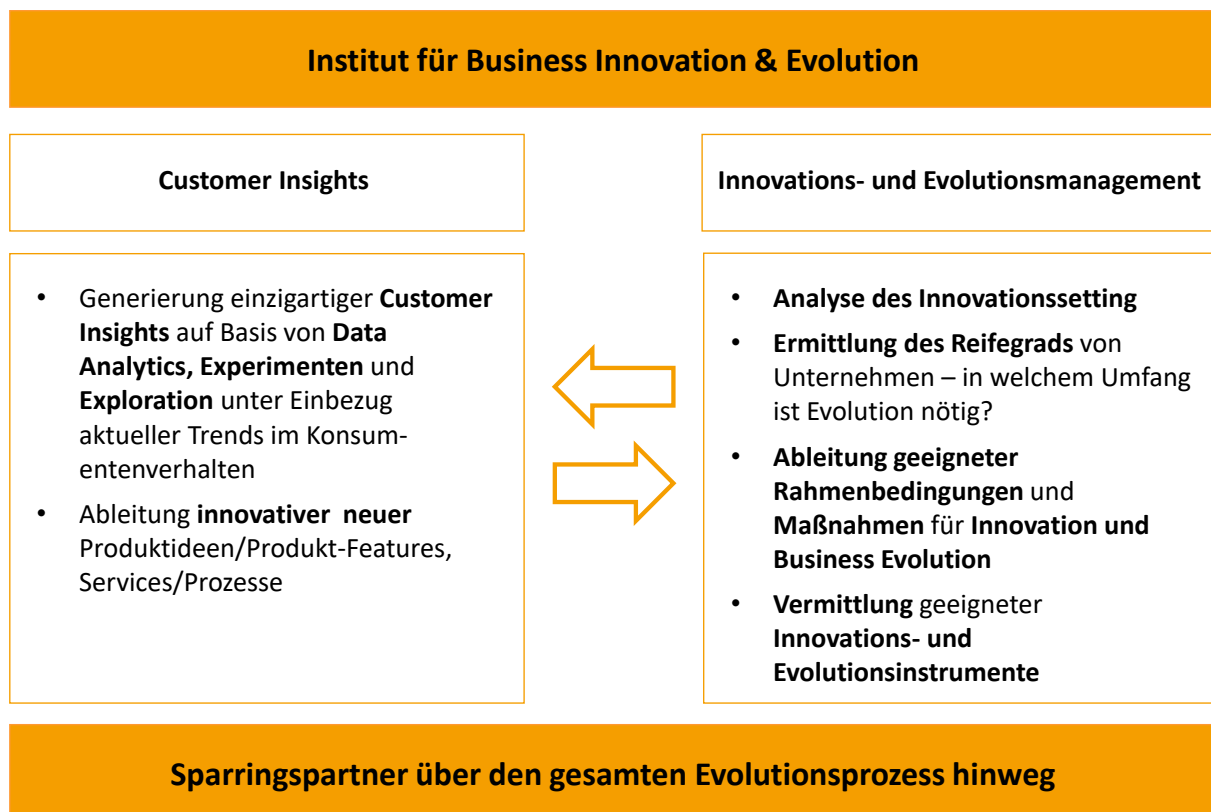 Institut für Business Innovation & Evolution
Customer Insights
• Generierung einzigartiger Customer
Insights auf Basis von Data
Analytics, Experimenten und
Exploration unter Einbezug
aktueller Trends im Konsum-
entenverhalten
• Ableitung innovativer  neuer
Produktideen/Produkt-Features,
Services/Prozesse
Innovations- und Evolutionsmanagement
• Analyse des Innovationssetting
• Ermittlung des Reifegrads von
Unternehmen – in welchem Umfang
ist Evolution nötig?
• Ableitung geeigneter
Rahmenbedingungen und
Maßnahmen für Innovation und
Business Evolution
• Vermittlung geeigneter
Innovations- und
Evolutionsinstrumente
Sparringspartner über den gesamten Evolutionsprozess hinweg